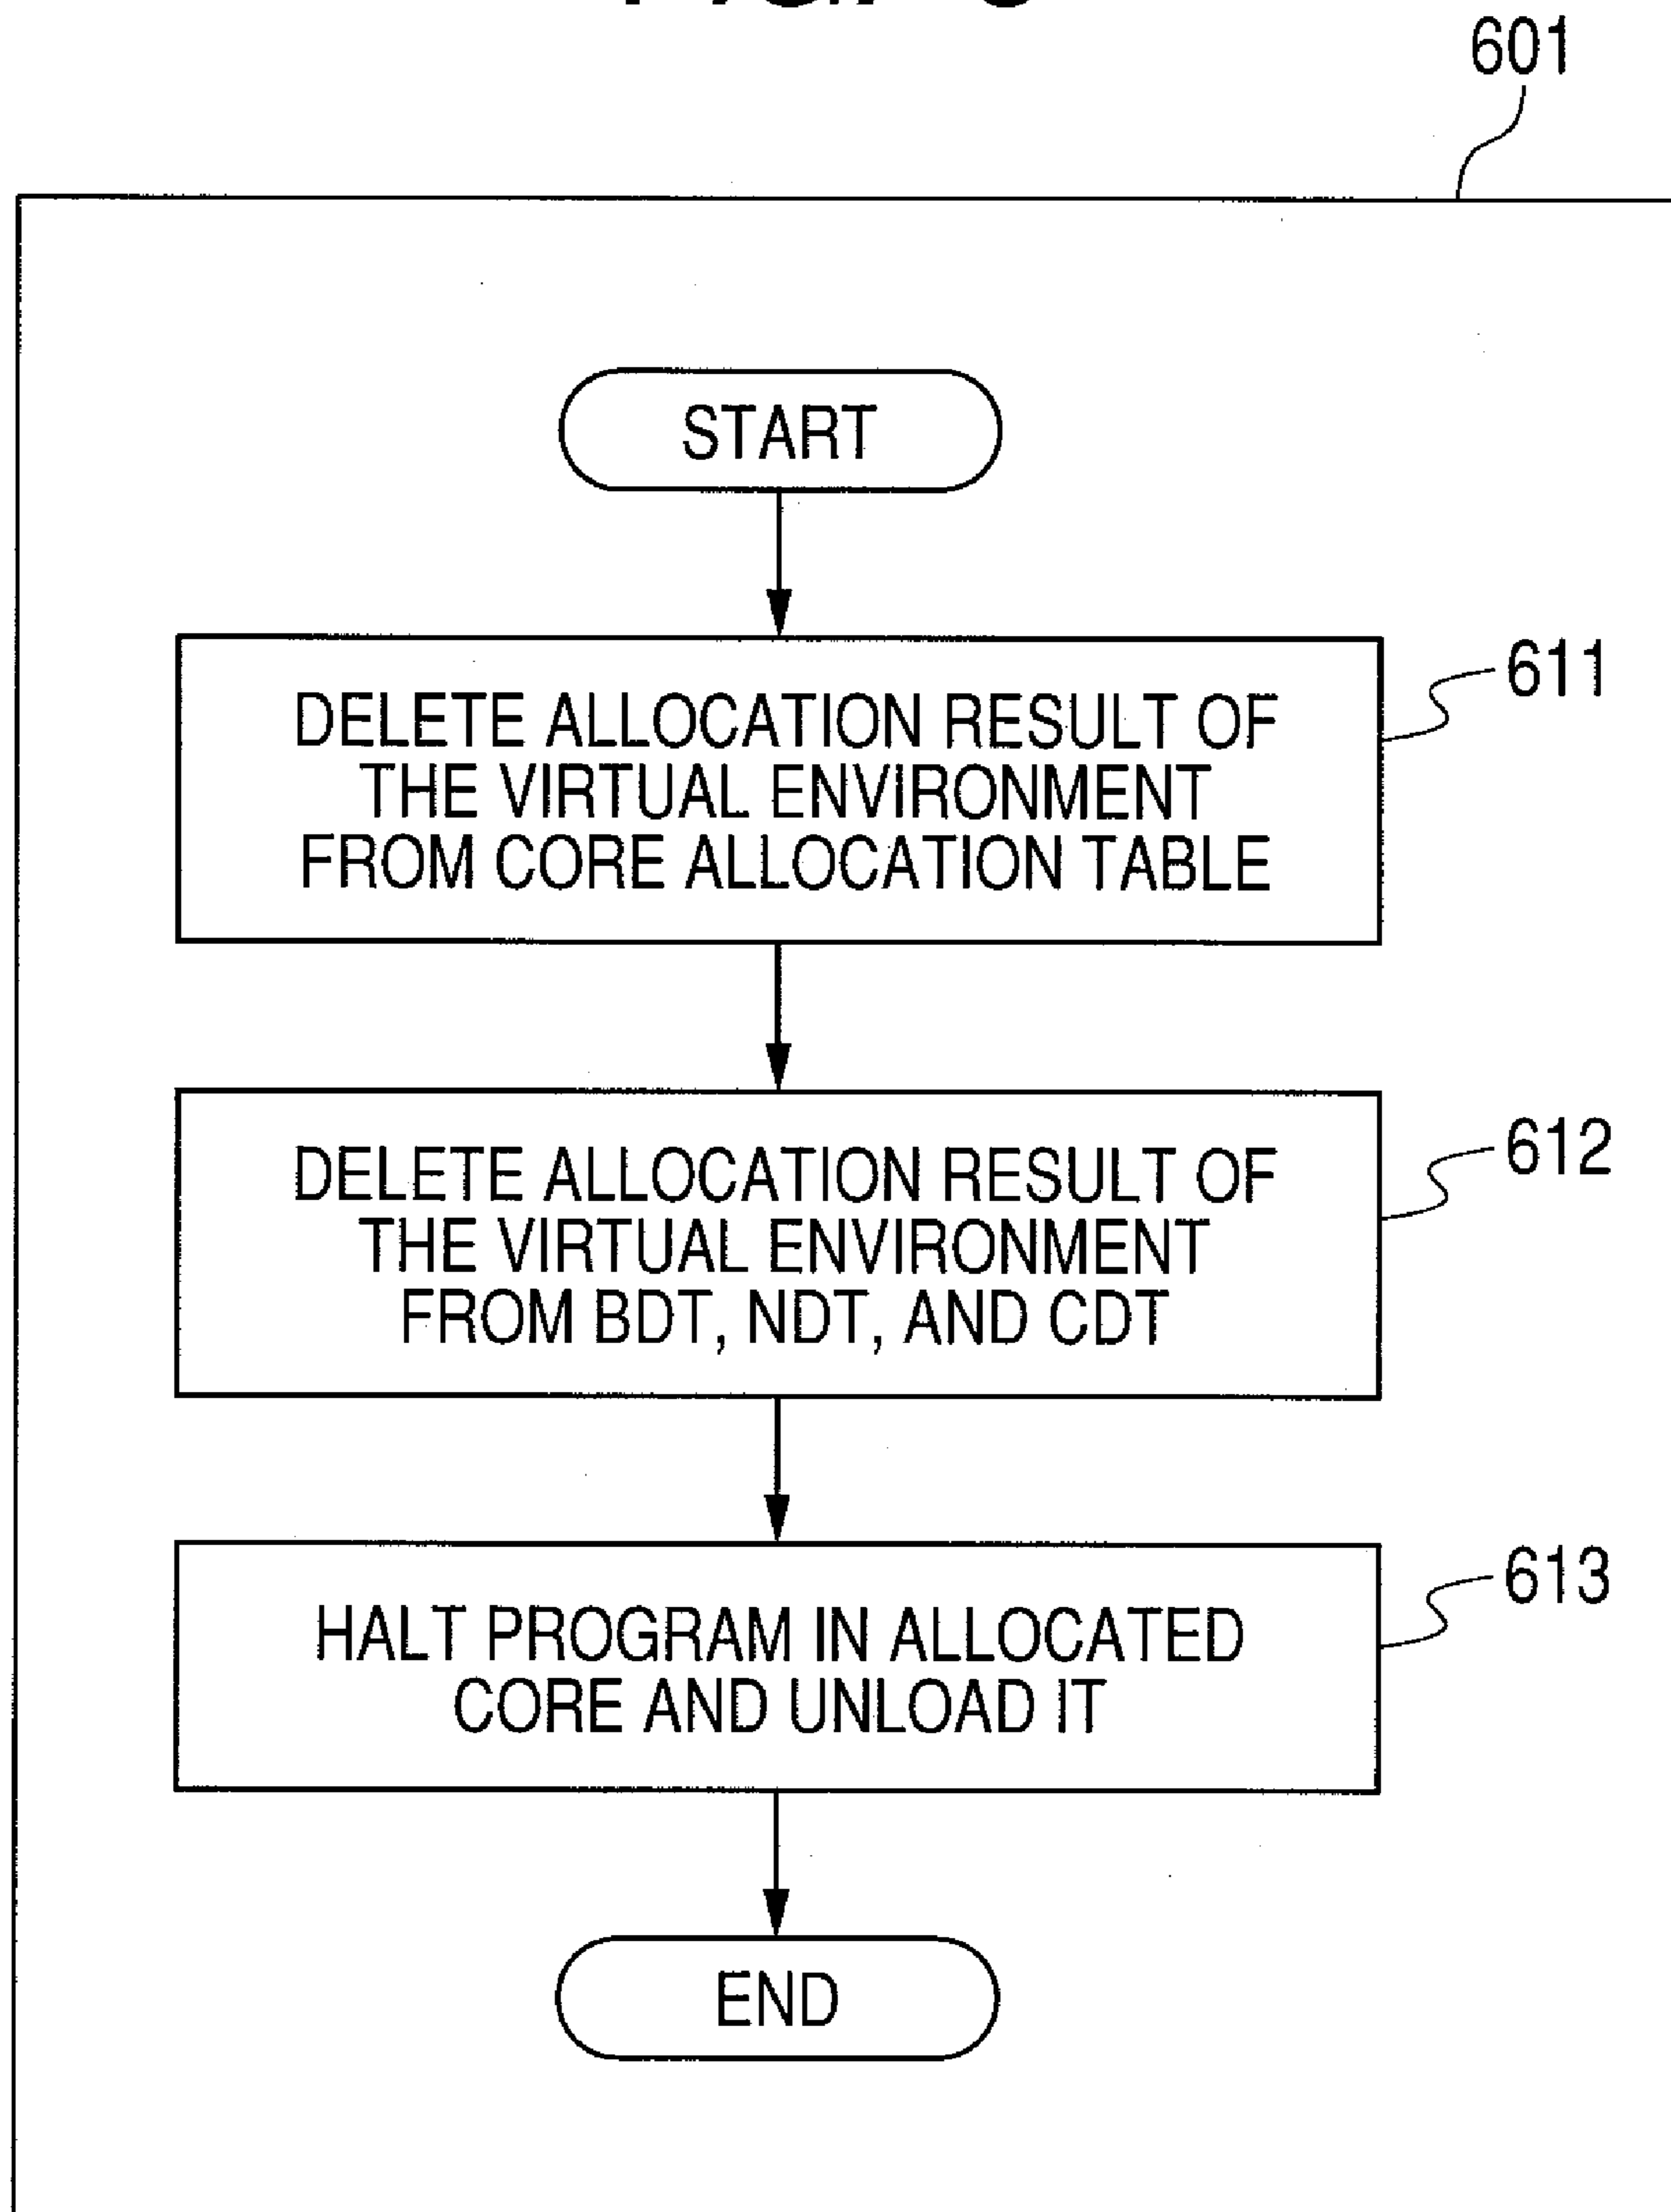 601
START
611
DELETE ALLOCATION RESULT OF
THE VIRTUAL ENVIRONMENT
FROM CORE ALLOCATION TABLE
612
DELETE ALLOCATION RESULT OF
THE VIRTUAL ENVIRONMENT
FROM BDT, NDT, AND CDT
613
HALT PROGRAM IN ALLOCATED
CORE AND UNLOAD IT
END